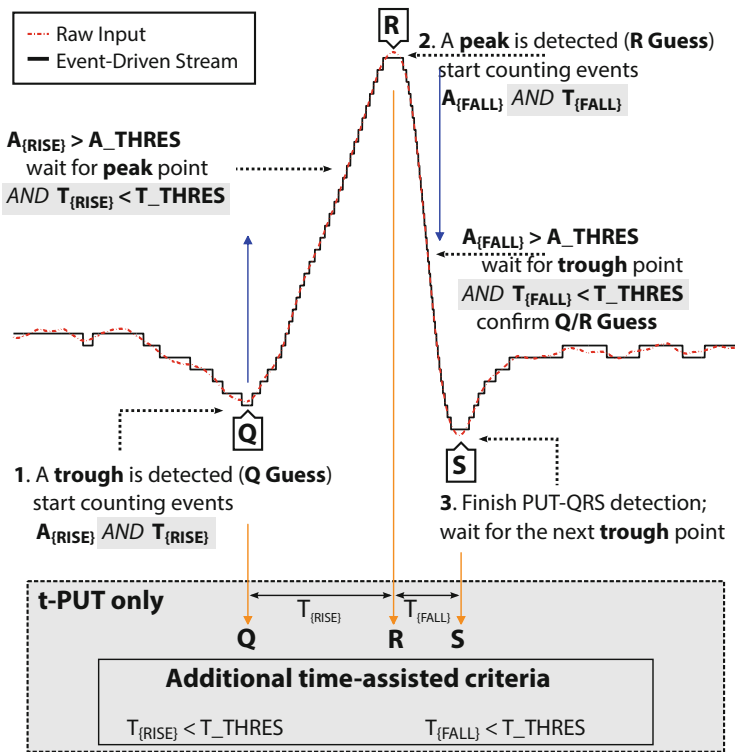 Raw Input
Event-Driven Stream
R
2. A peak is detected (R Guess)
start counting events
A{FALL} AND T{FALL}
A{RISE} > A_THRES
wait for peak point
AND T{RISE} < T_THRES
A{FALL} > A_THRES
wait for trough point
AND T{FALL} < T_THRES
confirm Q/R Guess
Q
S
1. A trough is detected (Q Guess)
start counting events
A{RISE} AND T{RISE}
3. Finish PUT-QRS detection;
wait for the next trough point
t-PUT only
T{RISE}
T{FALL}
Q
R
S
Additional time-assisted criteria
T{RISE} < T_THRES
T{FALL} < T_THRES